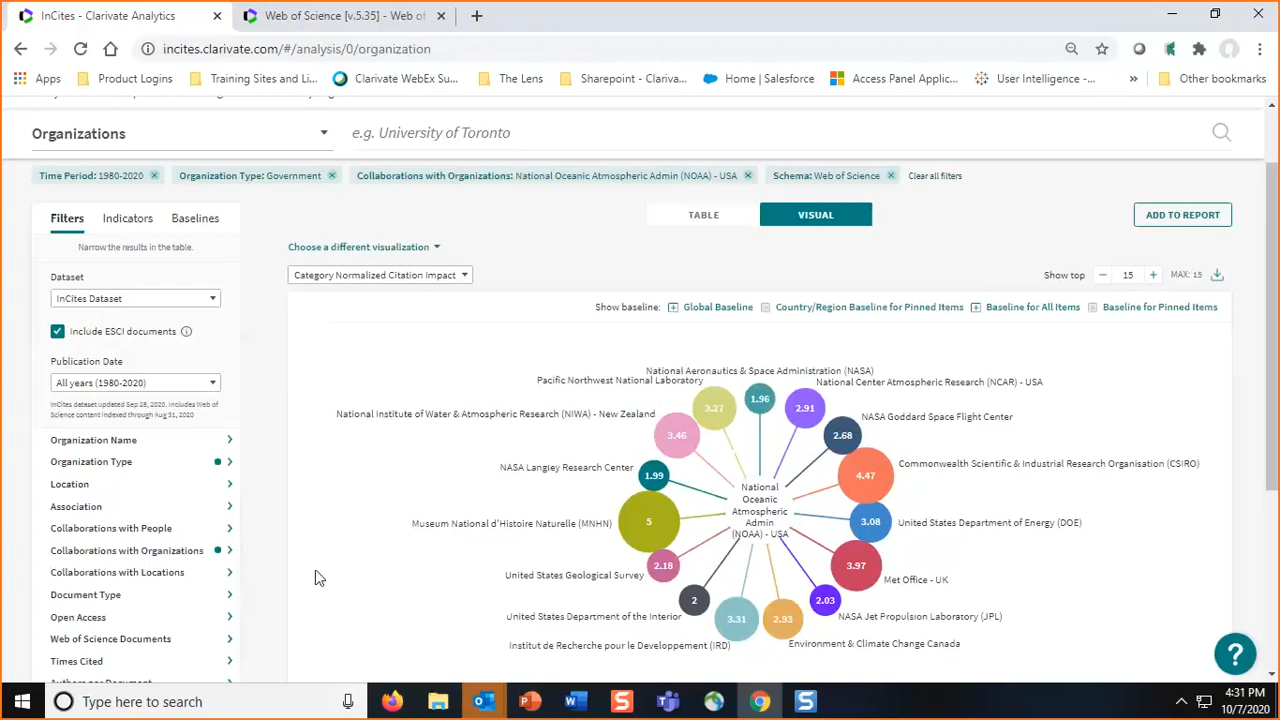 InCites - Clarivate Analytics
Web of Science [v.5.35] - Web of
incites.clarivate.com/#/analysis/0/organization
Apps
Product Logins
Training Sites and Li...
Clarivate WebEx Su...
The Lens
Sharepoint - Clariva...
Home | Salesforce
Access Panel Applic...
User Intelligence -...
Other bookmarks
Organizations
e.g. University of Toronto
Time Period: 1980-2020
Organization Type: Government
Collaborations with Organizations: National Oceanic Atmospheric Admin (NOAA) - USA
Schema: Web of Science
Clear all filters
Filters
Indicators
Baselines
TABLE
VISUAL
ADD TO REPORT
Narrow the results in the table.
Choose a different visualization
Dataset
InCites Dataset
Category Normalized Citation Impact
Show top
15
MAX: 15
Show baseline:
Global Baseline
Country/Region Baseline for Pinned Items
Baseline for All Items
Baseline for Pinned Items
Include ESCI documents
Publication Date
All years (1980-2020)
InCites dataset updated Sep 28, 2020. Includes Web of
Science content indexed through Aug 31, 2020
Organization Name
Organization Type
Location
Association
Collaborations with People
Collaborations with Organizations
Collaborations with Locations
Document Type
Open Access
Web of Science Documents
Times Cited
National Aeronautics & Space Administration (NASA)
1.96
National Center Atmospheric Research (NCAR) - USA
2.91
NASA Goddard Space Flight Center
2.68
Commonwealth Scientific & Industrial Research Organisation (CSIRO)
4.47
United States Department of Energy (DOE)
3.08
Met Office - UK
3.97
NASA Jet Propulsion Laboratory (JPL)
2.03
Environment & Climate Change Canada
2.93
Institut de Recherche pour le Developpement (IRD)
3.31
United States Department of the Interior
2
United States Geological Survey
2.18
Museum National d'Histoire Naturelle (MNHN)
5
NASA Langley Research Center
1.99
National Institute of Water & Atmospheric Research (NIWA) - New Zealand
3.46
Pacific Northwest National Laboratory
3.27
National
Oceanic
Atmospheric
Admin
(NOAA) - USA
?
Type here to search
4:31 PM
10/7/2020